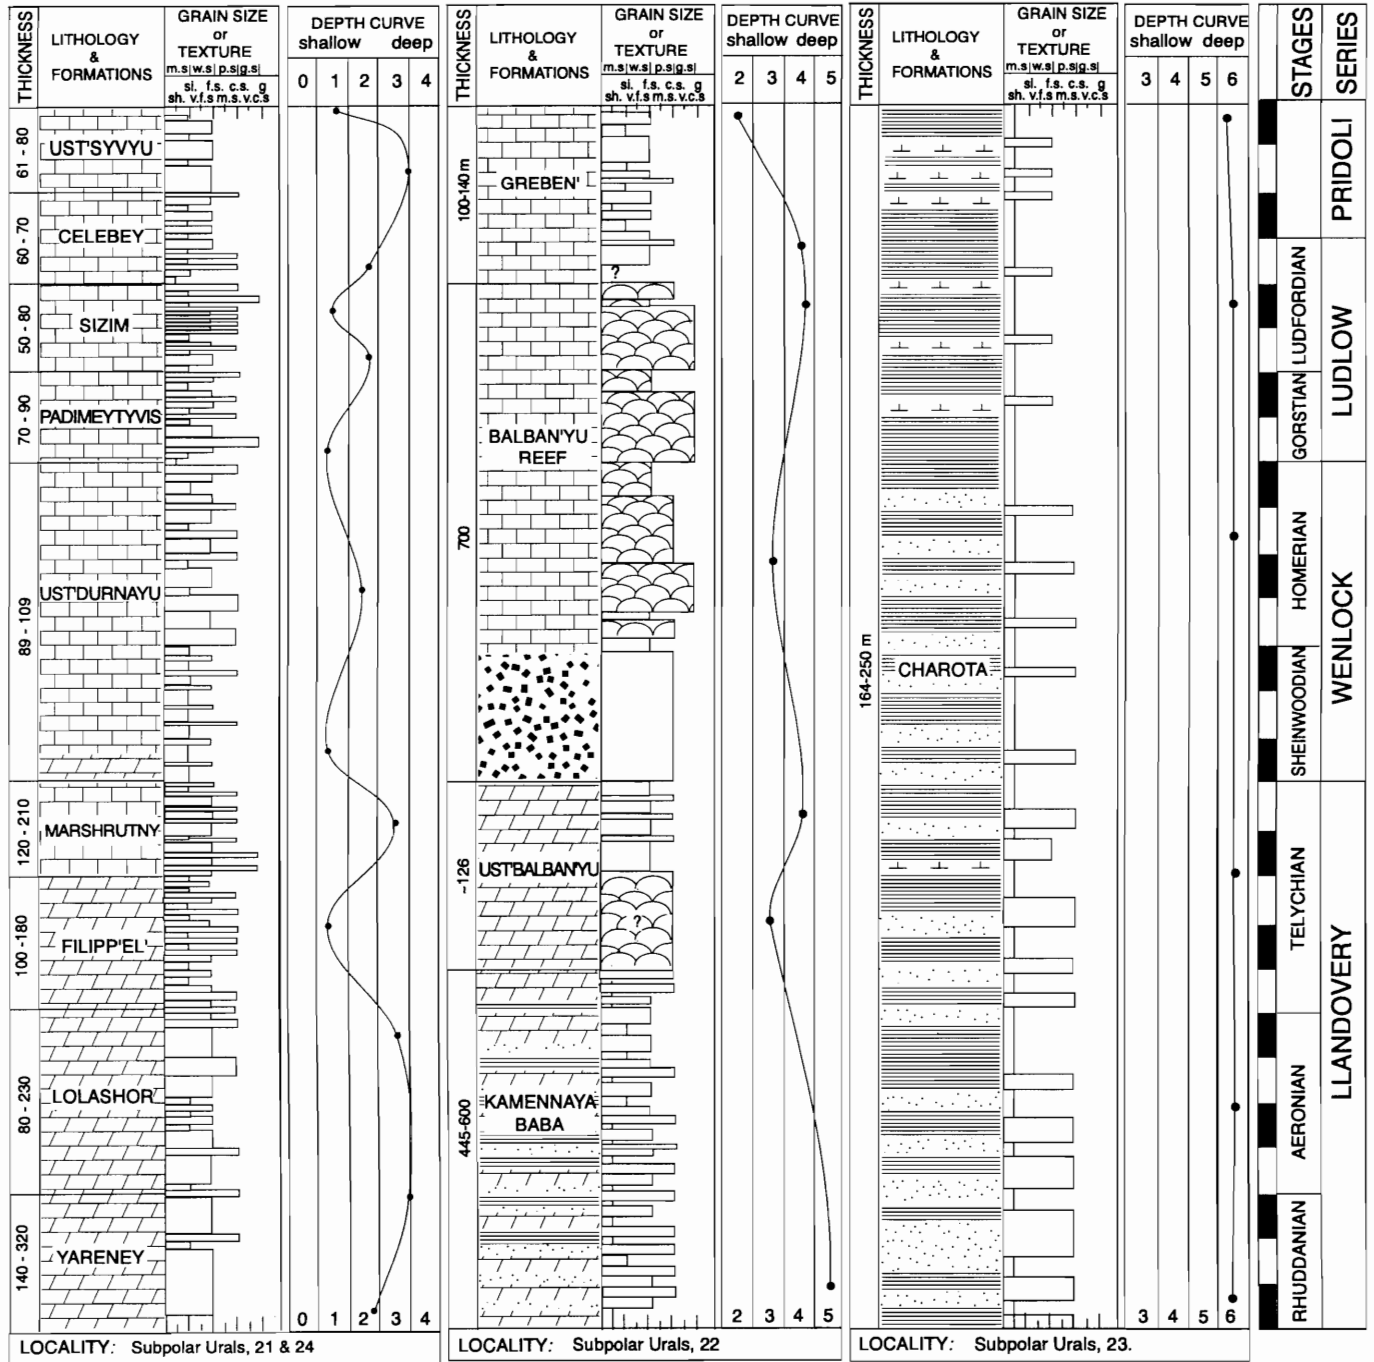 THICKNESS
LITHOLOGY
&
FORMATIONS
GRAIN SIZE
or
TEXTURE
m.s|w.s|p.s|g.s|
si. f.s. c.s. g
sh. v.f.s m.s.v.c.s
DEPTH CURVE
shallow deep
0 1 2 3 4
61 - 80
UST'SYVYU
60 - 70
CELEBEY
50 - 80
SIZIM
70 - 90
PADIMEYTYVIS
89 - 109
UST'DURNAYU
120 - 210
MARSHRUTNY
100 -180
FILIPP'EL'
80 - 230
LOLASHOR
140 - 320
YARENEY
0 1 2 3 4
LOCALITY: Subpolar Urals, 21 & 24
THICKNESS
LITHOLOGY
&
FORMATIONS
GRAIN SIZE
or
TEXTURE
m.s|w.s|p.s|g.s|
si. f.s. c.s. g
sh. v.f.s m.s.v.c.s
DEPTH CURVE
shallow deep
2 3 4 5
100-140 m
GREBEN'
?
700
BALBAN'YU
REEF
~126
UST'BALBAN'YU
?
445-600
KAMENNAYA
BABA
2 3 4 5
LOCALITY: Subpolar Urals, 22
THICKNESS
LITHOLOGY
&
FORMATIONS
GRAIN SIZE
or
TEXTURE
m.s|w.s|p.s|g.s|
si. f.s. c.s. g
sh. v.f.s m.s.v.c.s
DEPTH CURVE
shallow deep
3 4 5 6
164-250 m
CHAROTA
3 4 5 6
LOCALITY: Subpolar Urals, 23.
STAGES
SERIES
PRIDOLI
LUDFORDIAN
GORSTIAN
LUDLOW
HOMERIAN
SHEINWOODIAN
WENLOCK
TELYCHIAN
AERONIAN
RHUDDANIAN
LLANDOVERY